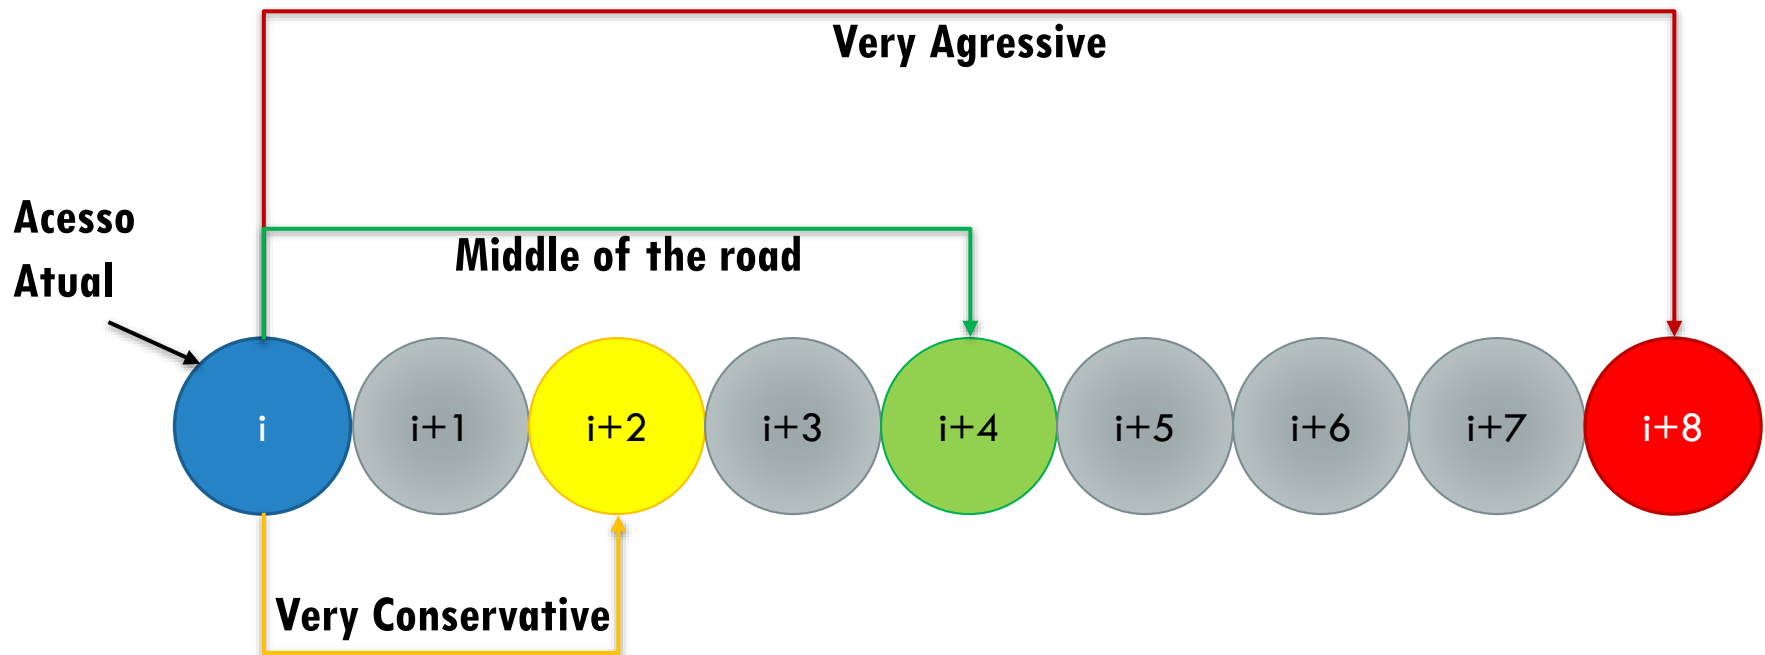 Very Agressive
Acesso
Atual
Middle of the road
i
i+1
i+2
i+3
i+4
i+5
i+6
i+7
i+8
Very Conservative